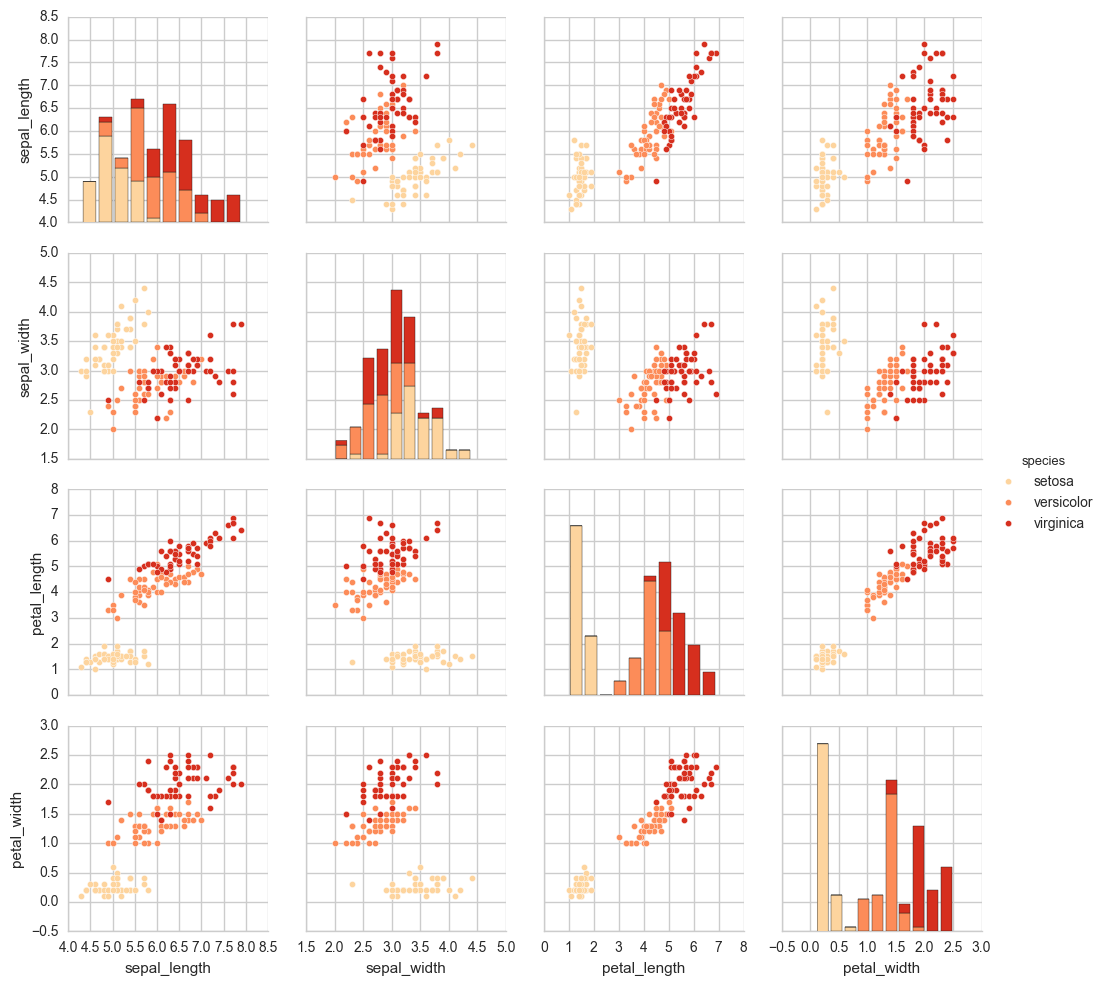 8.5
8.0
7.5
7.0
6.5
6.0
5.5
5.0
4.5
4.0
sepal_length
5.0
4.5
4.0
3.5
3.0
2.5
2.0
1.5
sepal_width
species
setosa
versicolor
virginica
8
7
6
5
4
3
2
1
0
petal_length
3.0
2.5
2.0
1.5
1.0
0.5
0.0
−0.5
petal_width
4.0 4.5 5.0 5.5 6.0 6.5 7.0 7.5 8.0 8.5
sepal_length
1.5 2.0 2.5 3.0 3.5 4.0 4.5 5.0
sepal_width
0 1 2 3 4 5 6 7 8
petal_length
−0.5 0.0 0.5 1.0 1.5 2.0 2.5 3.0
petal_width